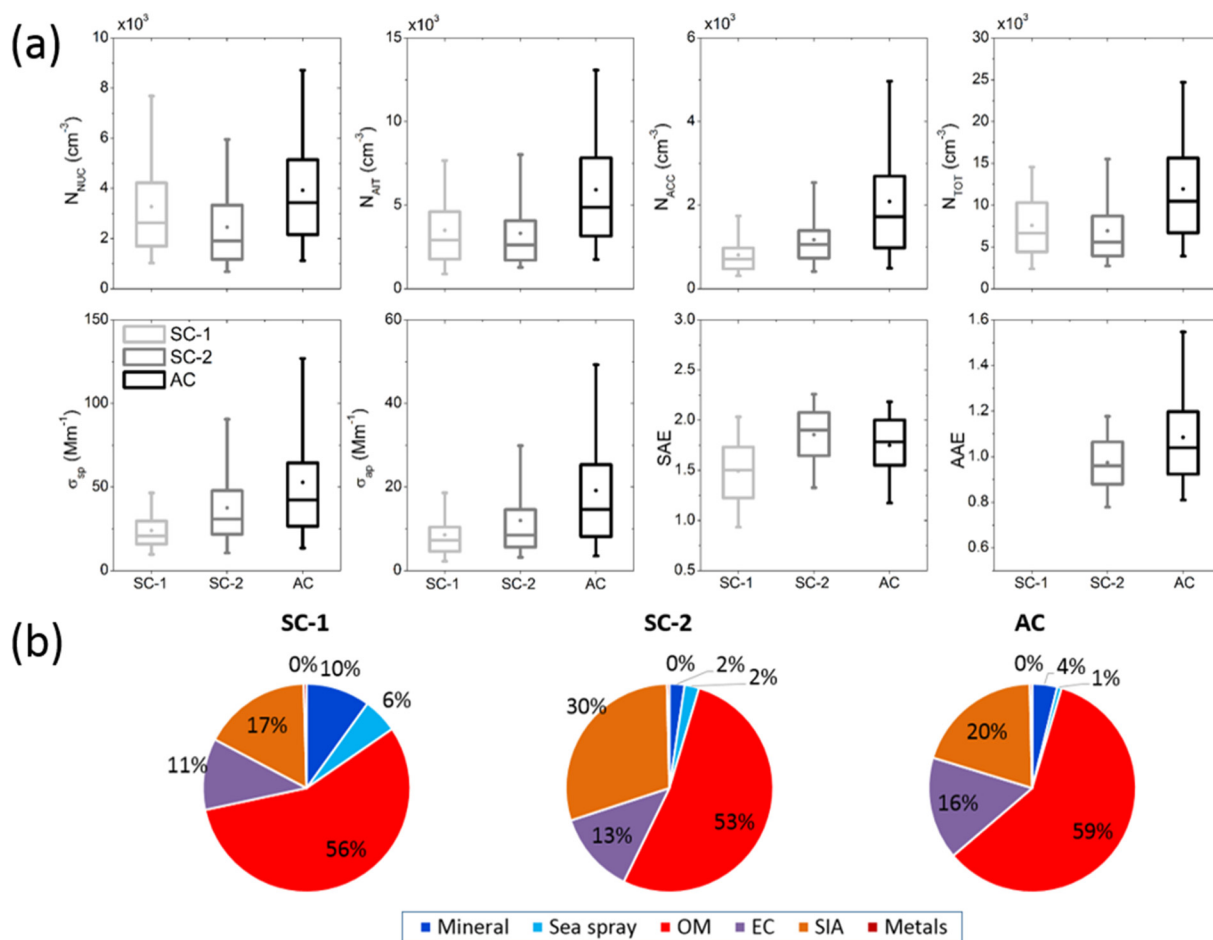 (a)
x10³ x10³ x10³ x10³
10 15 6 30
8 25
6 10 4 20
4 5 2 15
2 10
5
0 0 0 0
N_NUC (cm⁻³) N_AIT (cm⁻³) N_ACC (cm⁻³) N_TOT (cm⁻³)
150 60 3.0 1.6
SC-1
SC-2
AC
2.5 1.4
100 40 2.0 1.2
50 20 1.5 1.0
1.0 0.8
0 0 0.5 0.6
σ_sp (Mm⁻¹) σ_ap (Mm⁻¹) SAE AAE
SC-1 SC-2 AC SC-1 SC-2 AC SC-1 SC-2 AC SC-1 SC-2 AC
(b)
SC-1 SC-2 AC
0% 10% 6% 56% 11% 17%
0% 2% 2% 53% 13% 30%
0% 4% 1% 59% 16% 20%
Mineral Sea spray OM EC SIA Metals